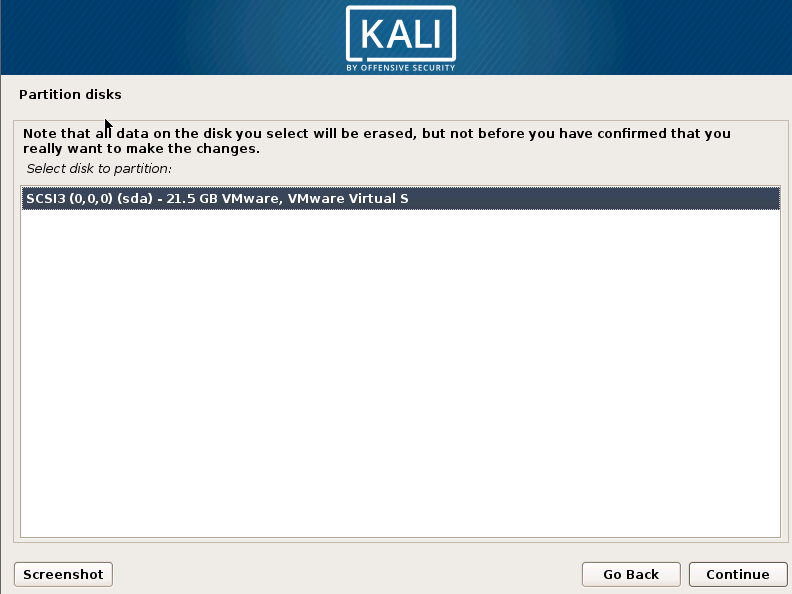 KALI
BY OFFENSIVE SECURITY
Partition disks
Note that all data on the disk you select will be erased, but not before you have confirmed that you
really want to make the changes.
Select disk to partition:
SCSI3 (0,0,0) (sda) - 21.5 GB VMware, VMware Virtual S
Screenshot
Go Back
Continue